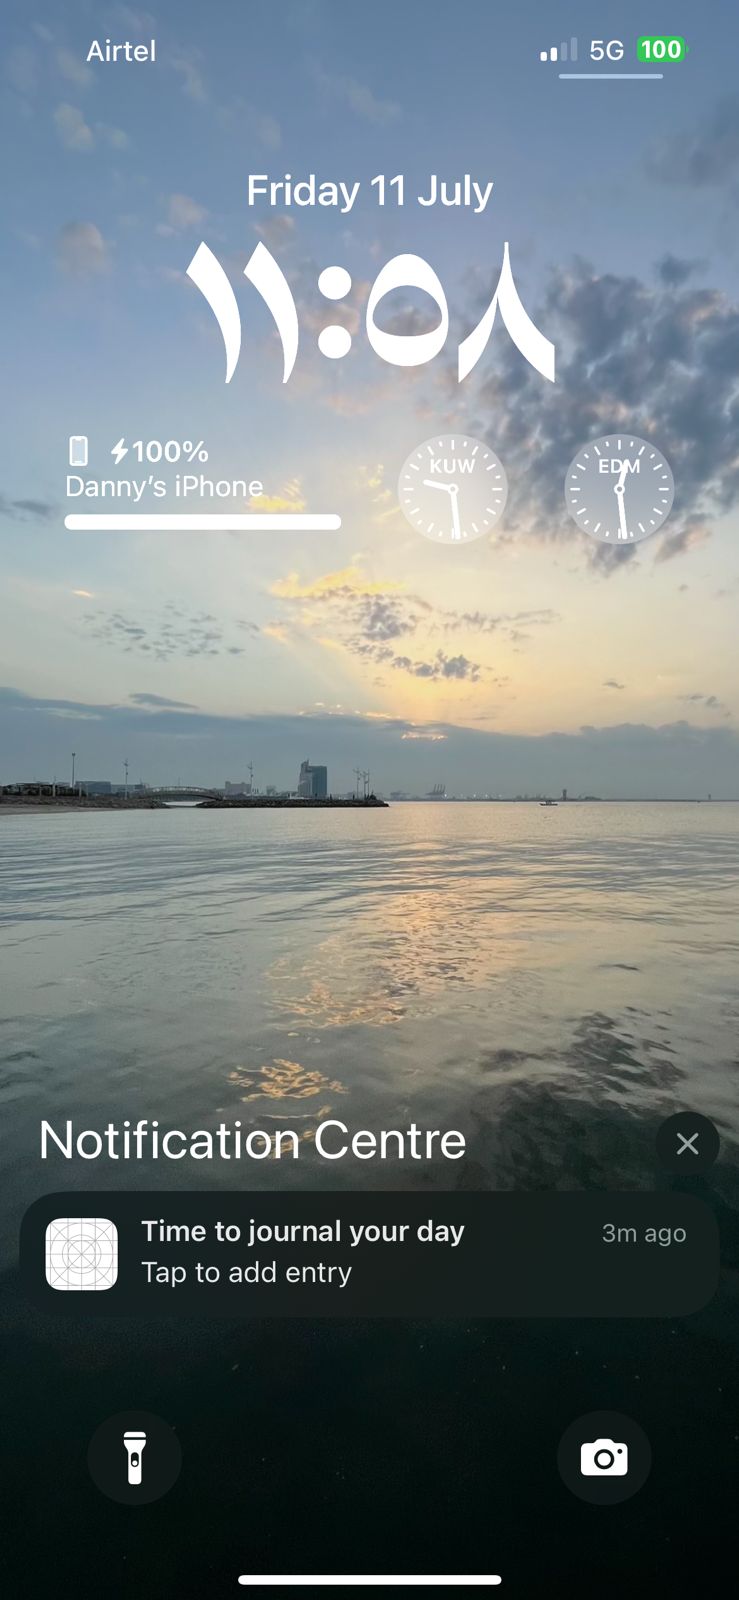 Airtel 5G 100
Friday 11 July
١١:٥٨
100%
Danny's iPhone
KUW
EDM
Notification Centre
Time to journal your day 3m ago
Tap to add entry